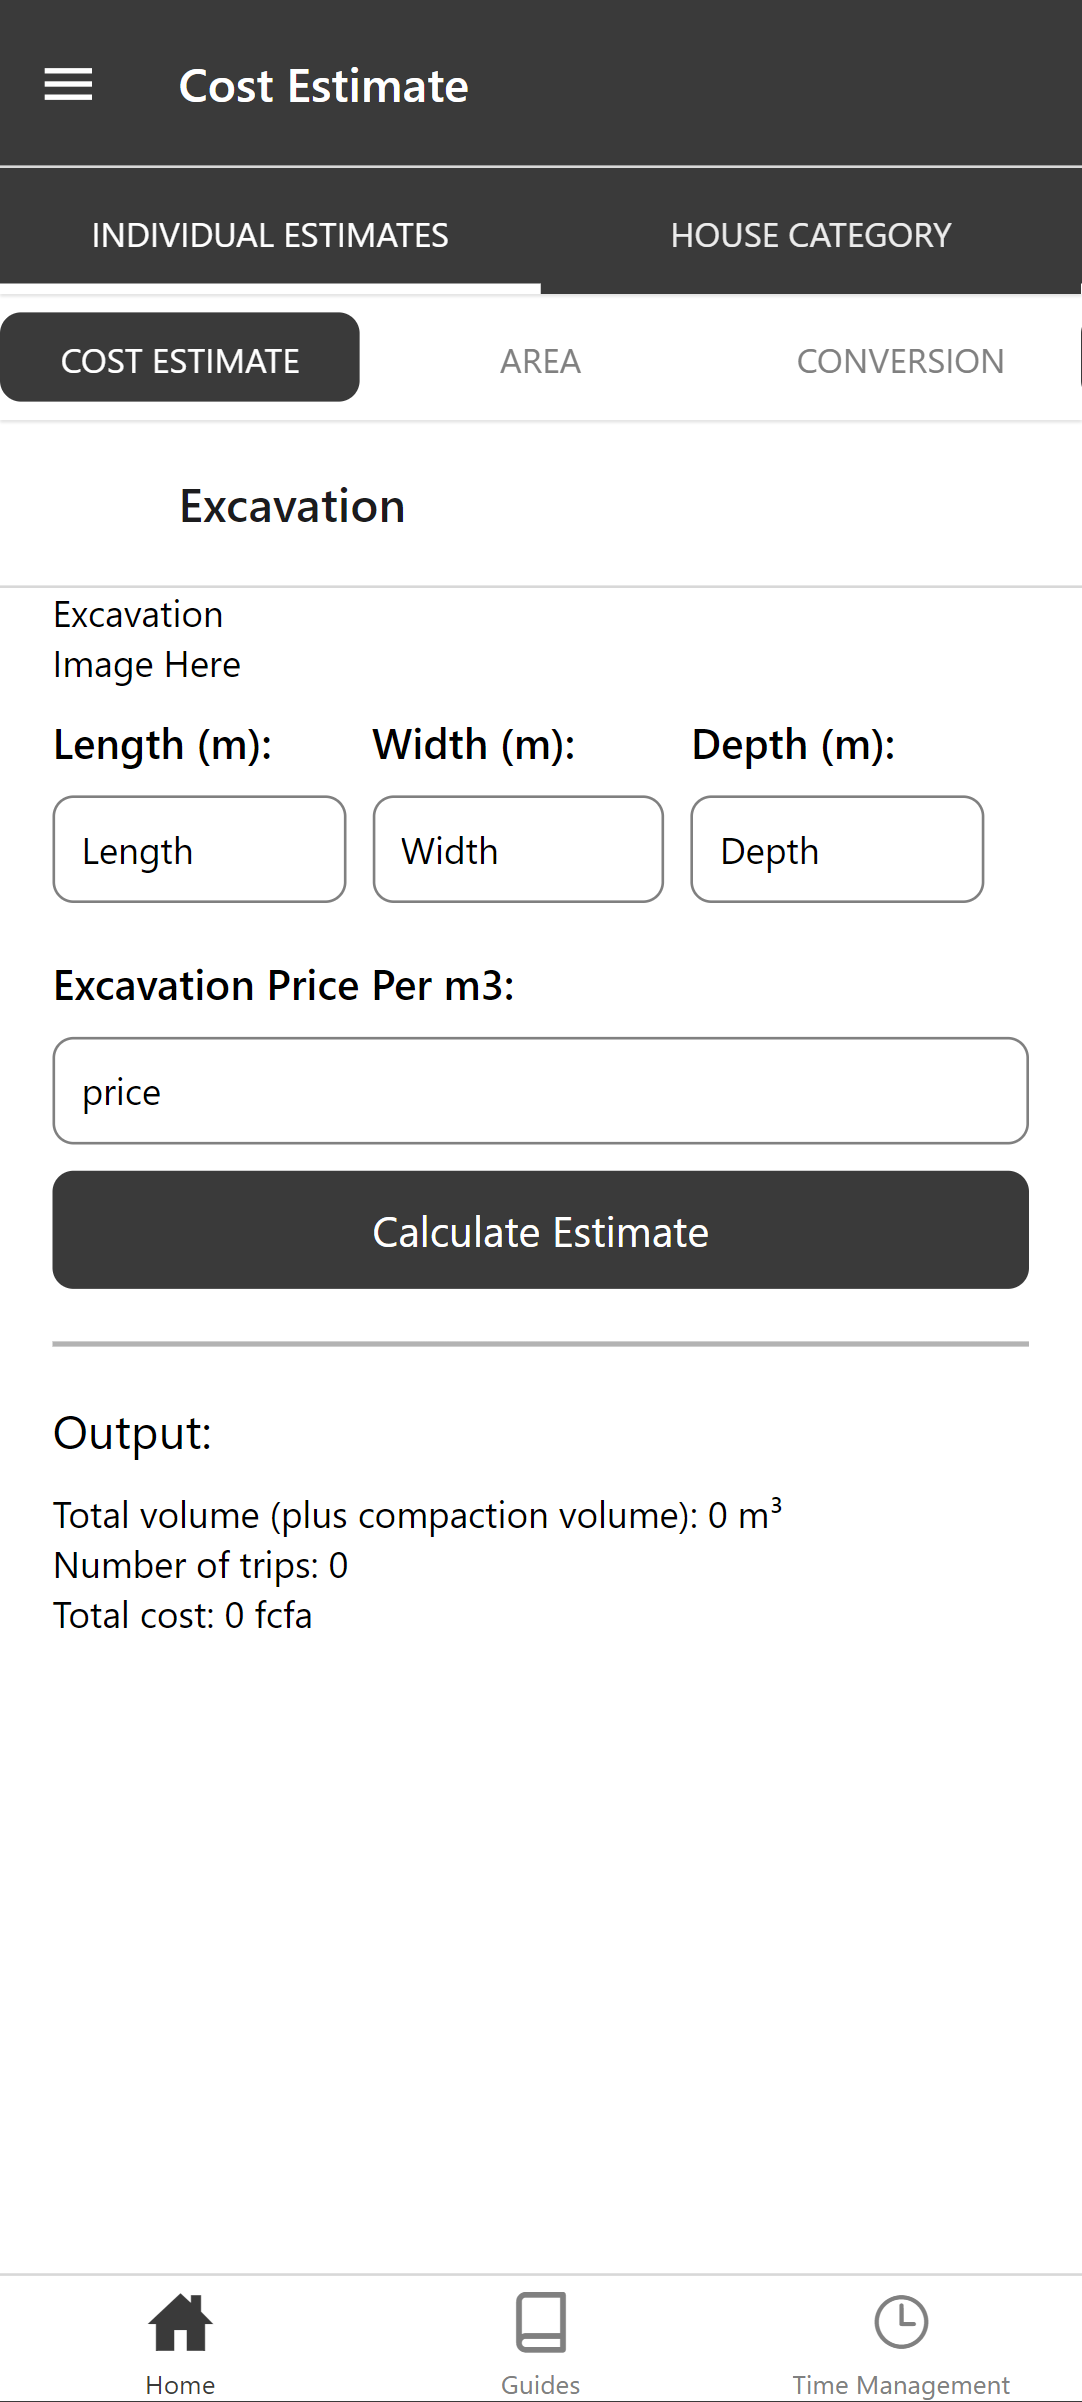 Cost Estimate
INDIVIDUAL ESTIMATES HOUSE CATEGORY
COST ESTIMATE AREA CONVERSION
Excavation
Excavation
Image Here
Length (m): Width (m): Depth (m):
Length Width Depth
Excavation Price Per m3:
price
Calculate Estimate
Output:
Total volume (plus compaction volume): 0 m³
Number of trips: 0
Total cost: 0 fcfa
Home Guides Time Management